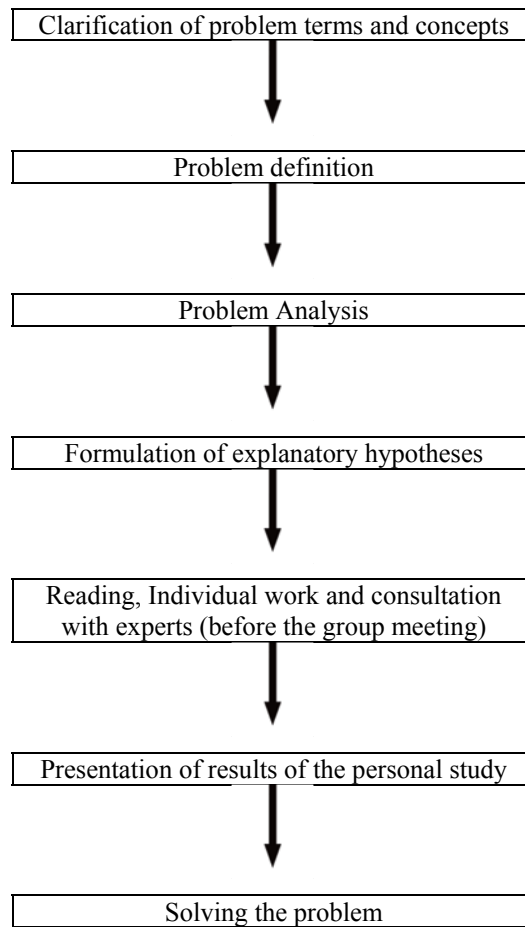 Clarification of problem terms and concepts
Problem definition
Problem Analysis
Formulation of explanatory hypotheses
Reading, Individual work and consultation
with experts (before the group meeting)
Presentation of results of the personal study
Solving the problem